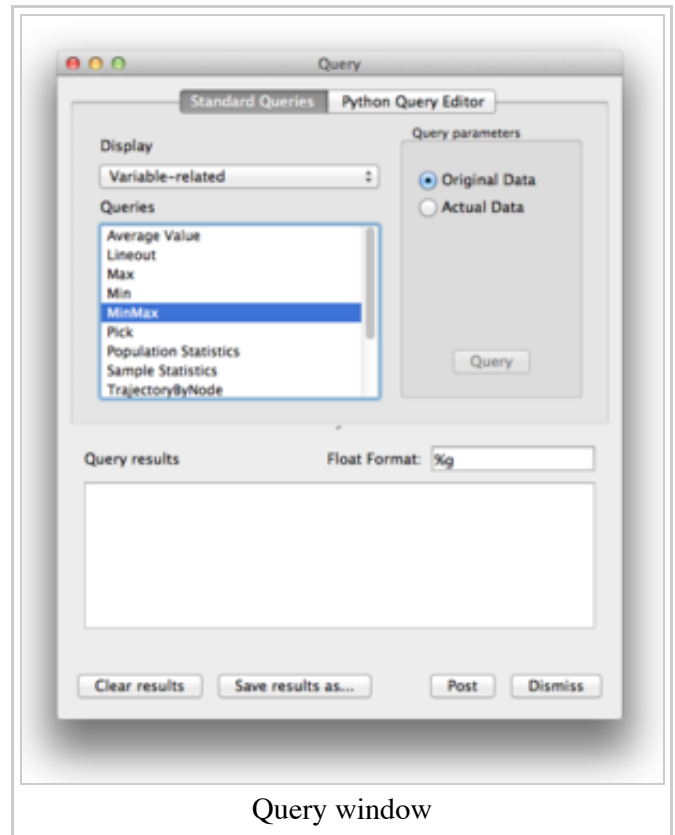 Query
Standard Queries Python Query Editor
Display
Variable-related
Queries
Average Value
Lineout
Max
Min
MinMax
Pick
Population Statistics
Sample Statistics
TrajectoryByNode
Query parameters
Original Data
Actual Data
Query
Query results Float Format: %g
Clear results Save results as... Post Dismiss
Query window